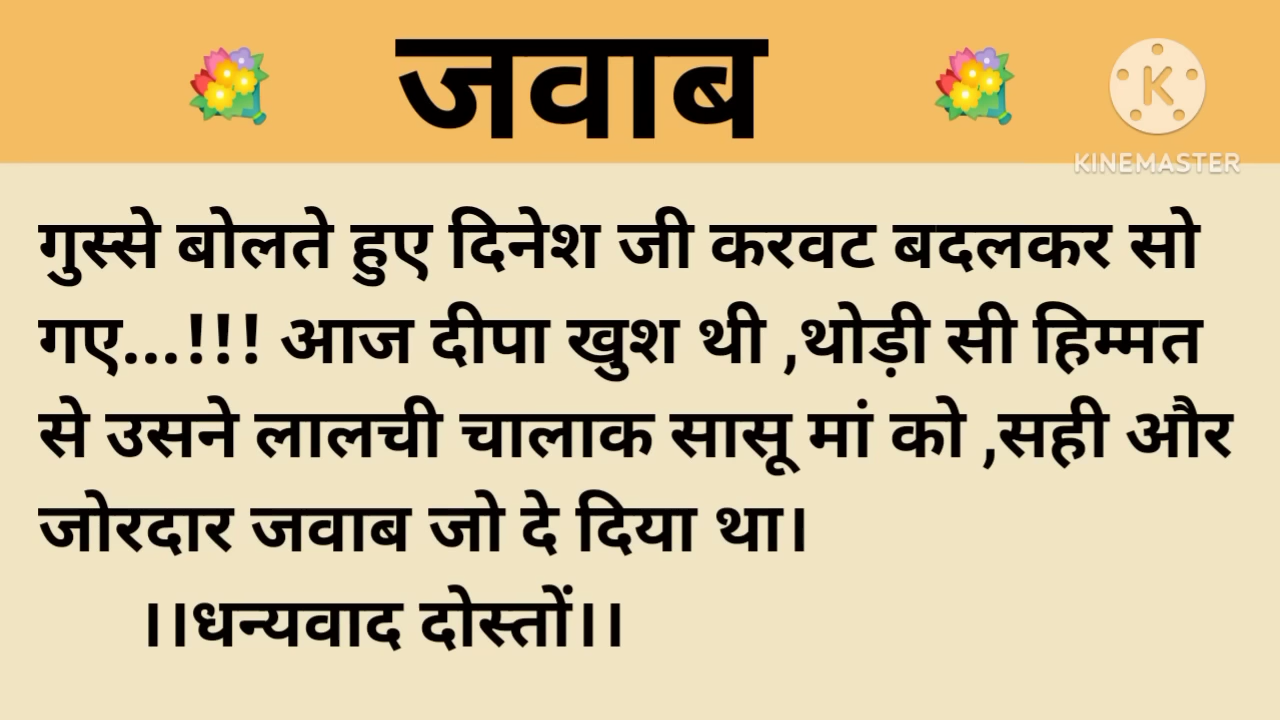 जवाब
K
KINEMASTER
गुस्से बोलते हुए दिनेश जी करवट बदलकर सो
गए...!!! आज दीपा खुश थी ,थोड़ी सी हिम्मत
से उसने लालची चालाक सासू मां को ,सही और
जोरदार जवाब जो दे दिया था।
।।धन्यवाद दोस्तों।।